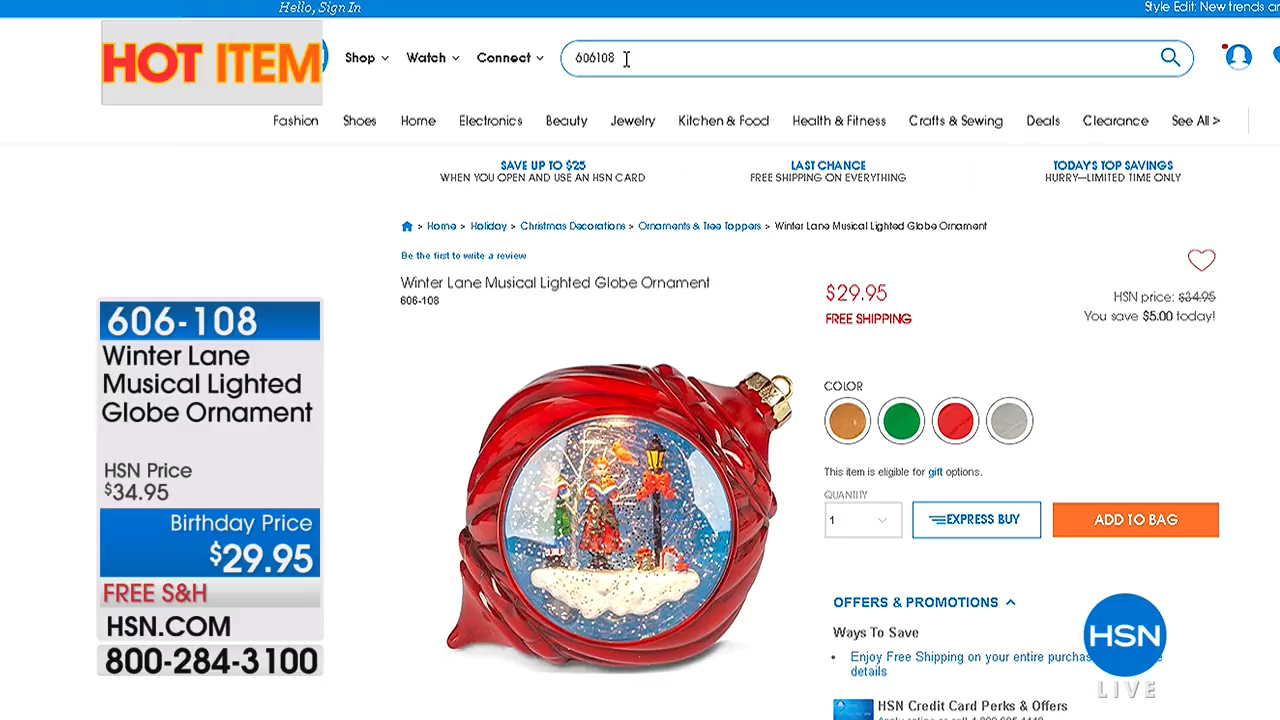 Hello, Sign In
Style Edit: New trends
HOT ITEM
Shop
Watch
Connect
606108
Fashion
Shoes
Home
Electronics
Beauty
Jewelry
Kitchen & Food
Health & Fitness
Crafts & Sewing
Deals
Clearance
See All >
SAVE UP TO $25
WHEN YOU OPEN AND USE AN HSN CARD
LAST CHANCE
FREE SHIPPING ON EVERYTHING
TODAY'S TOP SAVINGS
HURRY—LIMITED TIME ONLY
> Home > Holiday > Christmas Decorations > Ornaments & Tree Toppers > Winter Lane Musical Lighted Globe Ornament
Be the first to write a review
Winter Lane Musical Lighted Globe Ornament
606-108
$29.95
FREE SHIPPING
HSN price: $34.95
You save $5.00 today!
COLOR
This item is eligible for gift options.
QUANTITY
1
EXPRESS BUY
ADD TO BAG
OFFERS & PROMOTIONS
Ways To Save
• Enjoy Free Shipping on your entire
details
HSN Credit Card Perks & Offers
606-108
Winter Lane
Musical Lighted
Globe Ornament
HSN Price
$34.95
Birthday Price
$29.95
FREE S&H
HSN.COM
800-284-3100
HSN
LIVE